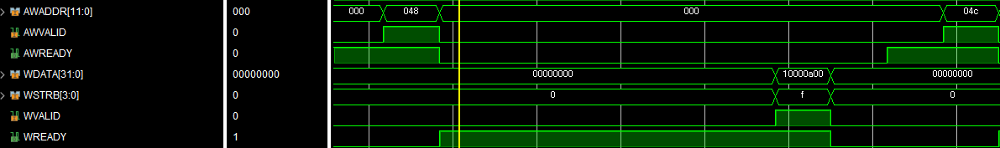 AWADDR[11:0] 000 000 048 000 04c
AWVALID 0
AWREADY 0
WDATA[31:0] 00000000 00000000 10000a00 00000000
WSTRB[3:0] 0 0 f 0
WVALID 0
WREADY 1